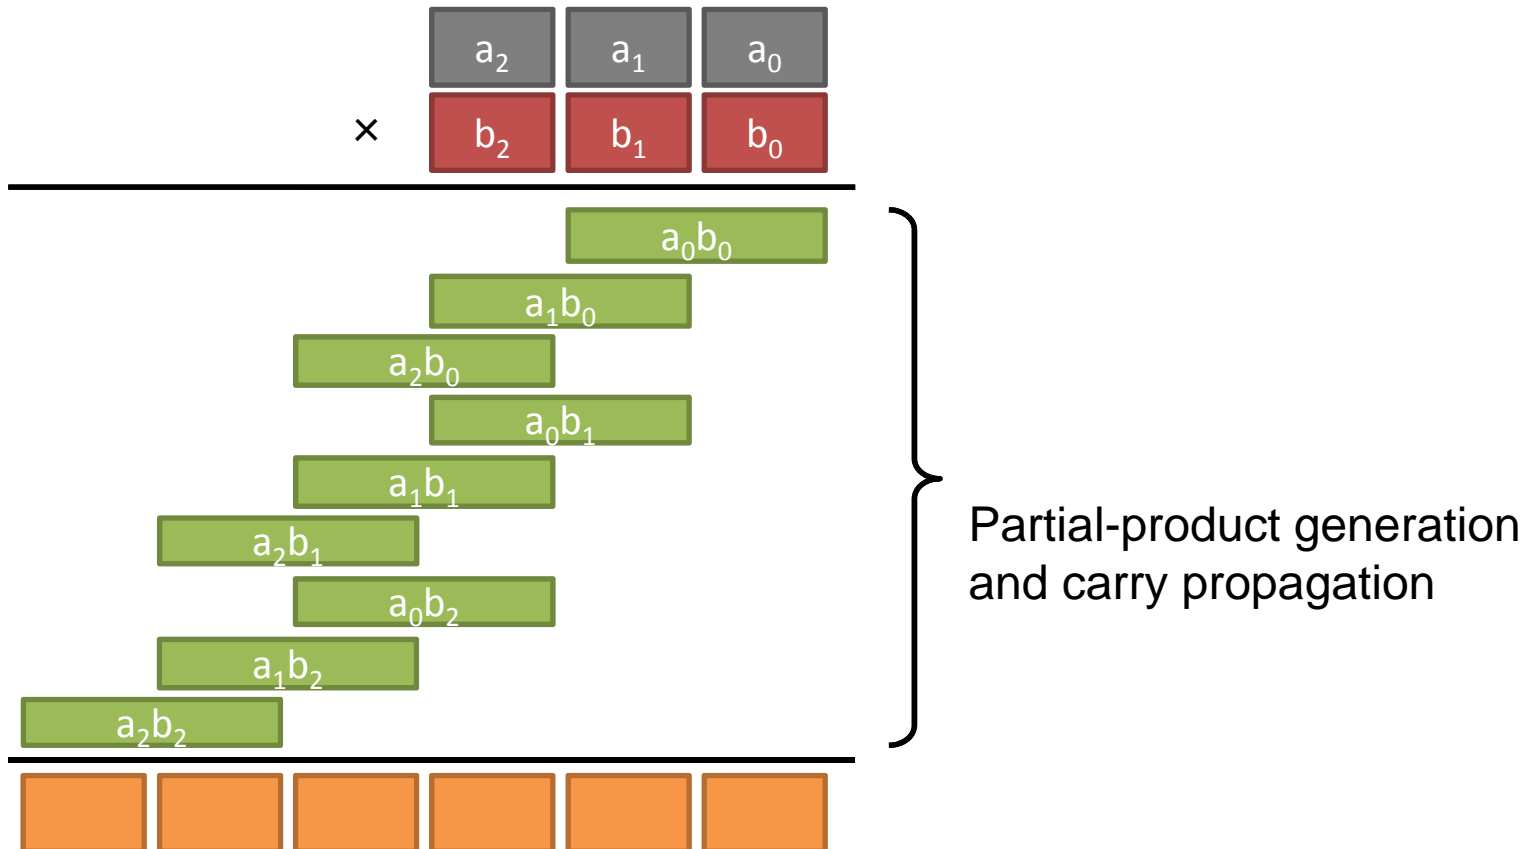 a₂ a₁ a₀
× b₂ b₁ b₀
a₀b₀
a₁b₀
a₂b₀
a₀b₁
a₁b₁
a₂b₁
a₀b₂
a₁b₂
a₂b₂
Partial-product generation
and carry propagation